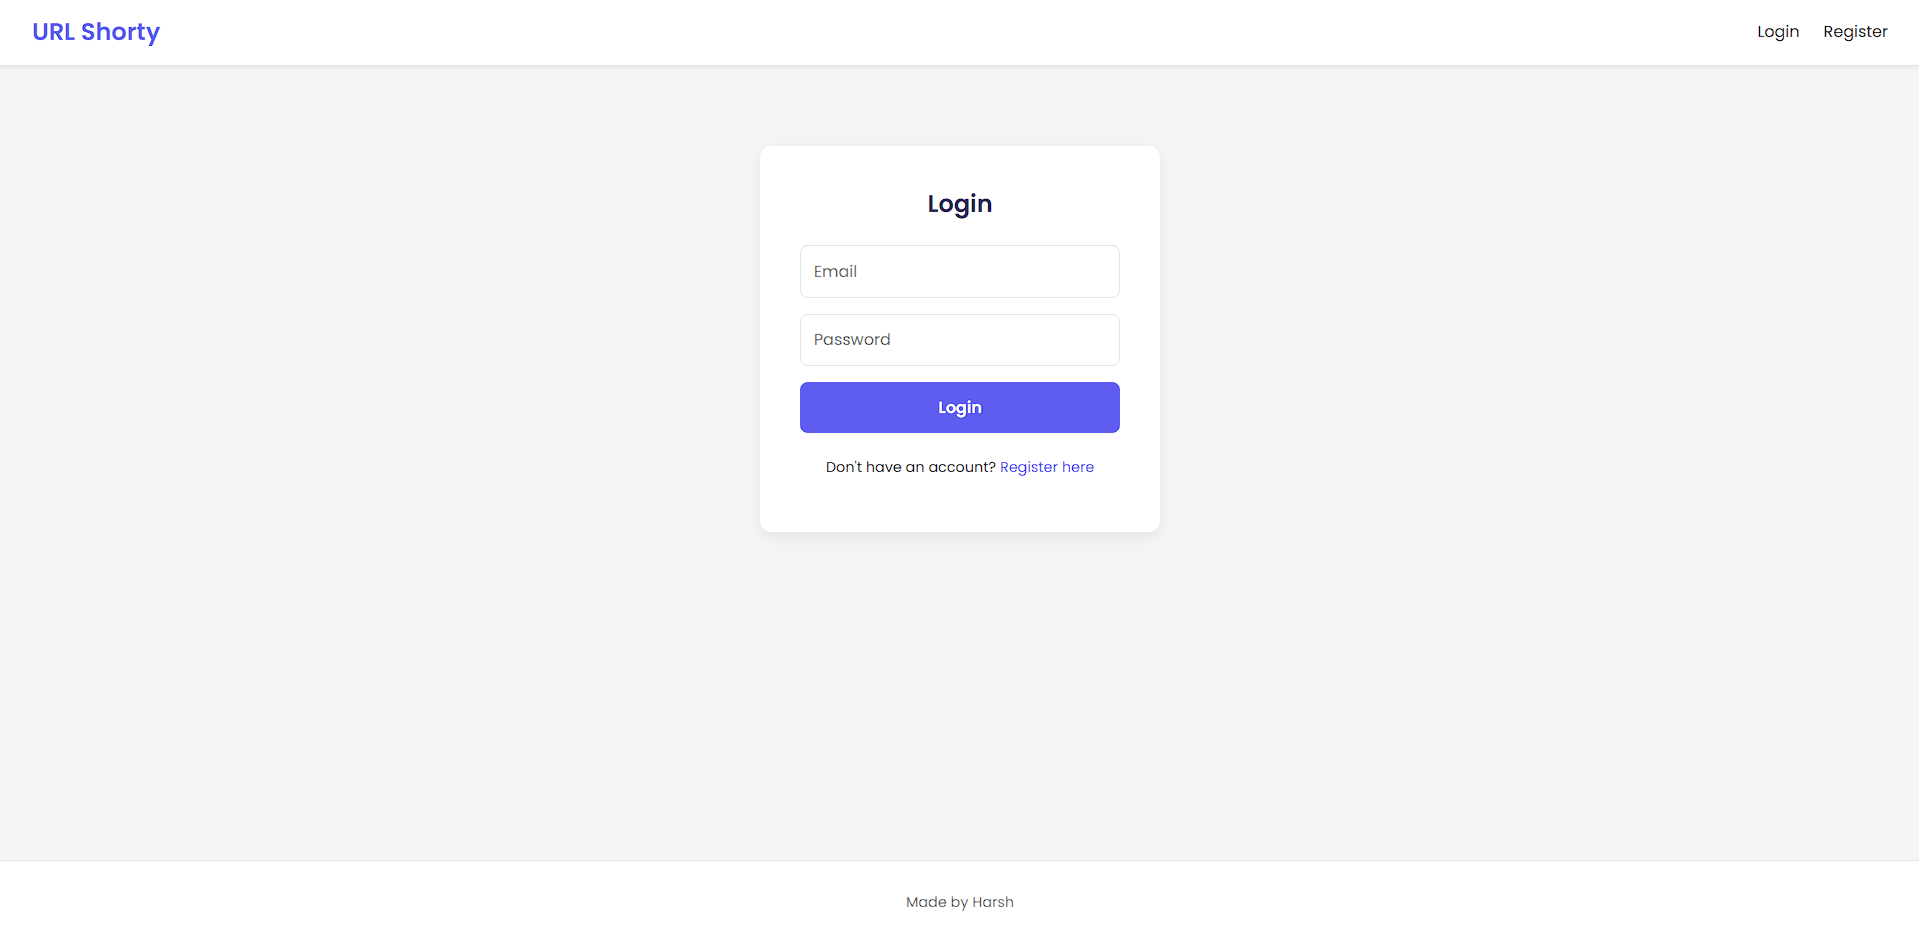 URL Shorty
Login Register
Login
Email
Password
Login
Don't have an account? Register here
Made by Harsh